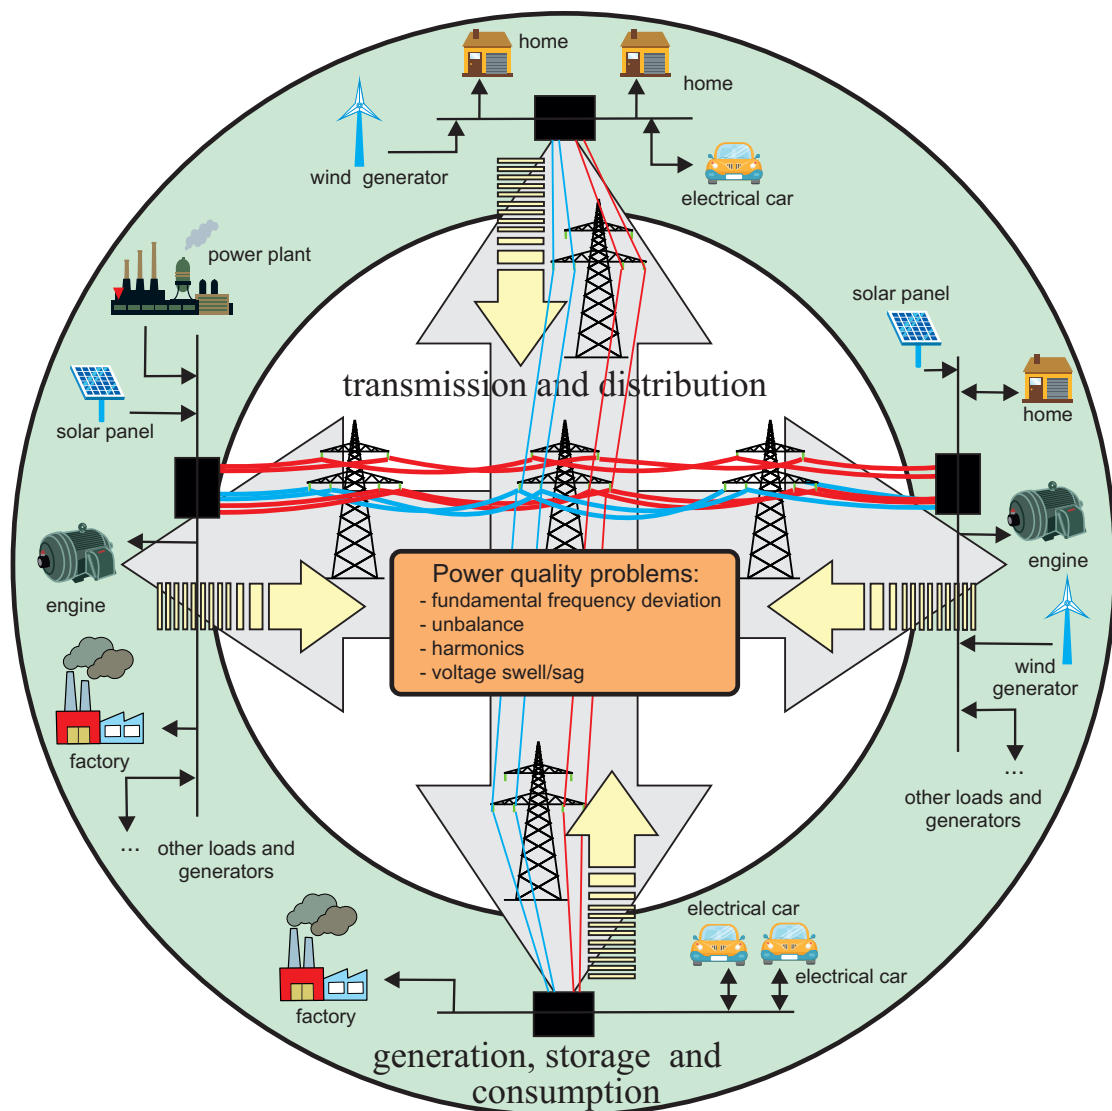 home
home
wind generator
electrical car
power plant
solar panel
solar panel
transmission and distribution
home
solar panel
engine
engine
Power quality problems:
- fundamental frequency deviation
- unbalance
- harmonics
- voltage swell/sag
wind
generator
factory
...
other loads and
generators
... other loads and
generators
electrical car
electrical car
factory
generation, storage and
consumption